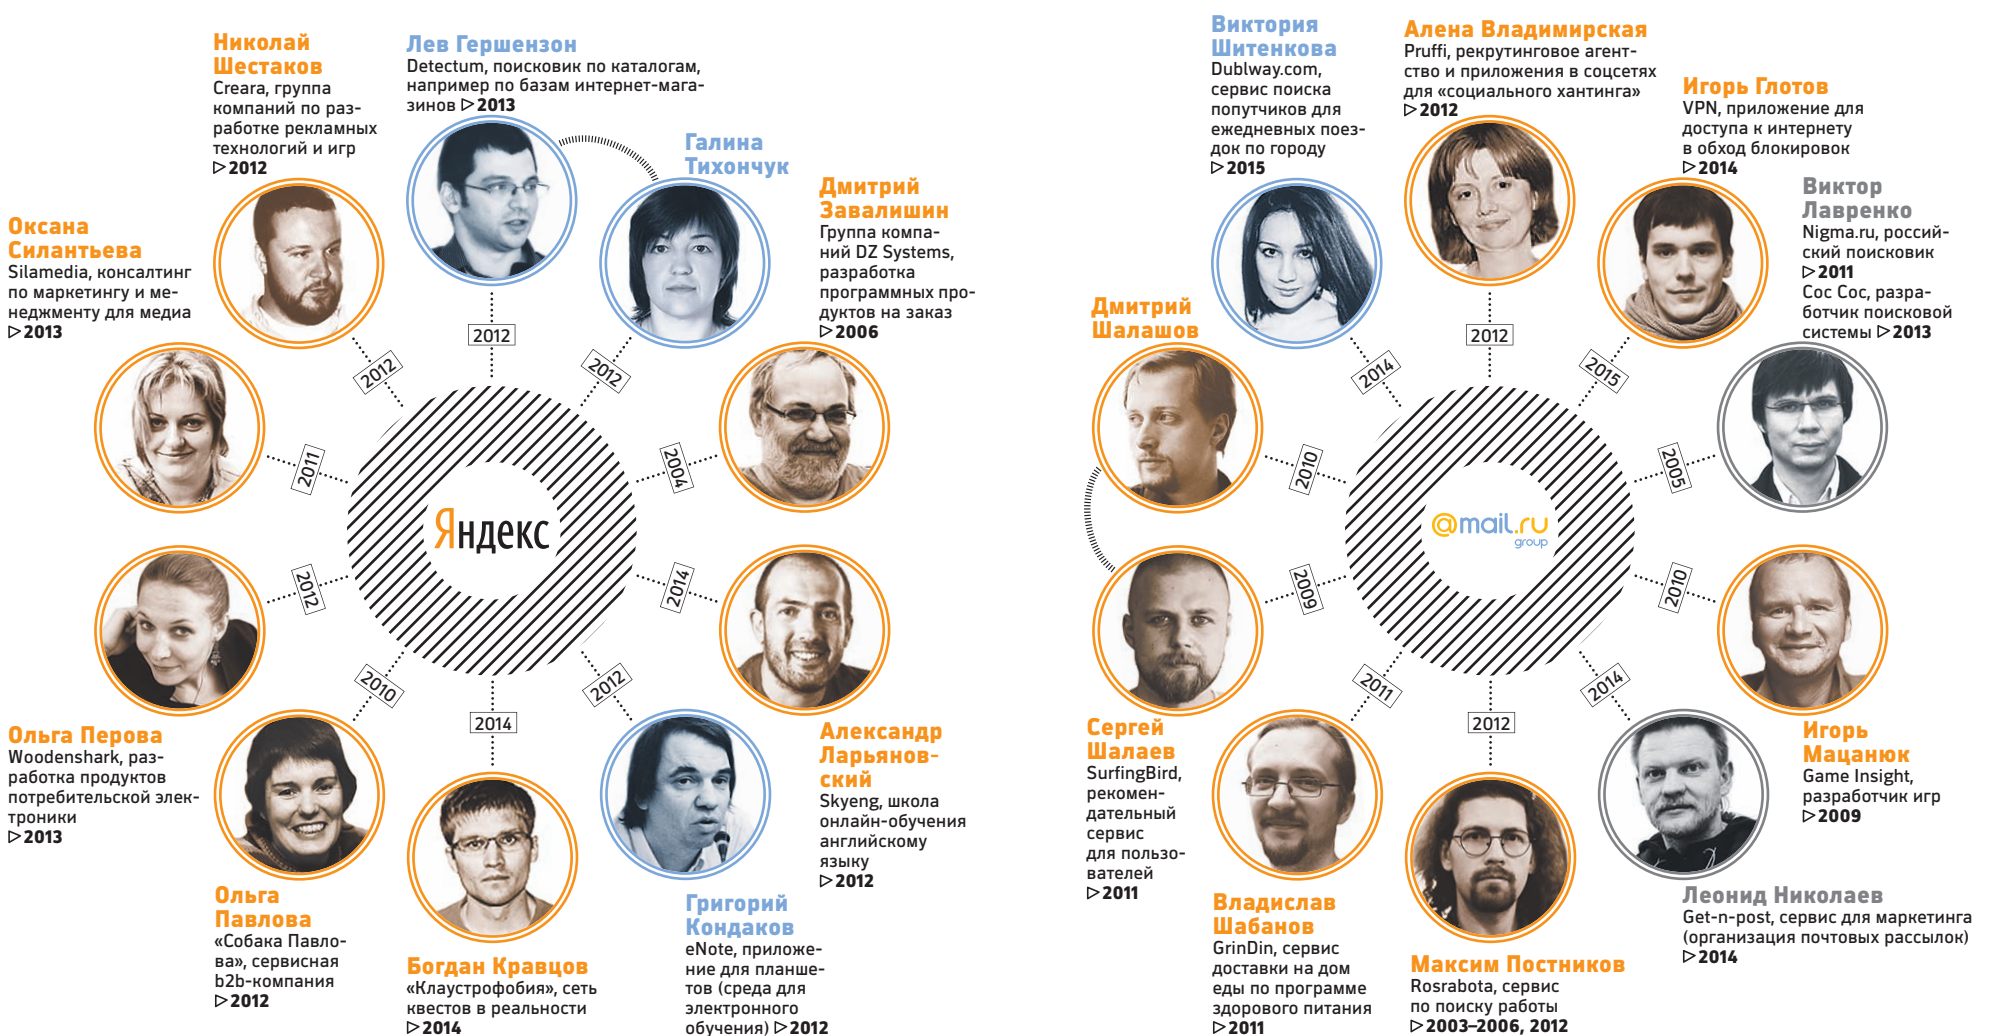 Николай
Шестаков
Creara, группа
компаний по раз-
работке рекламных
технологий и игр
▷2012
Лев Гершензон
Detectum, поисковик по каталогам,
например по базам интернет-мага-
зинов ▷2013
Галина
Тихончук
Дмитрий
Завалишин
Группа компа-
ний DZ Systems,
разработка
программных про-
дуктов на заказ
▷2006
Оксана
Силантьева
Silamedia, консалтинг
по маркетингу и ме-
неджменту для медиа
▷2013
2012
2012
2012
2011
2004
Яндекс
2012
2014
2010
2014
2012
Ольга Перова
Woodenshark, раз-
работка продуктов
потребительской элек-
троники
▷2013
Ольга
Павлова
«Собака Павло-
ва», сервисная
b2b-компания
▷2012
Богдан Кравцов
«Клаустрофобия», сеть
квестов в реальности
▷2014
Григорий
Кондаков
eNote, приложе-
ние для планше-
тов (среда для
электронного
обучения) ▷2012
Александр
Ларьянов-
ский
Skyeng, школа
онлайн-обучения
английскому
языку
▷2012
Виктория
Шитенкова
Dublway.com,
сервис поиска
попутчиков для
ежедневных поез-
док по городу
▷2015
Алена Владимирская
Pruffi, рекрутинговое агент-
ство и приложения в соцсетях
для «социального хантинга»
▷2012
Игорь Глотов
VPN, приложение для
доступа к интернету
в обход блокировок
▷2014
Виктор
Лавренко
Nigma.ru, россий-
ский поисковик
▷2011
Coc Coc, разра-
ботчик поисковой
системы ▷2013
Дмитрий
Шалашов
2014
2012
2015
2010
2005
@mail.ru
group
2009
2010
2011
2012
2014
Сергей
Шалаев
SurfingBird,
рекомен-
дательный
сервис
для пользо-
вателей
▷2011
Владислав
Шабанов
GrinDin, сервис
доставки на дом
еды по программе
здорового питания
▷2011
Максим Постников
Rosrabota, сервис
по поиску работы
▷2003–2006, 2012
Леонид Николаев
Get-n-post, сервис для маркетинга
(организация почтовых рассылок)
▷2014
Игорь
Мацанюк
Game Insight,
разработчик игр
▷2009